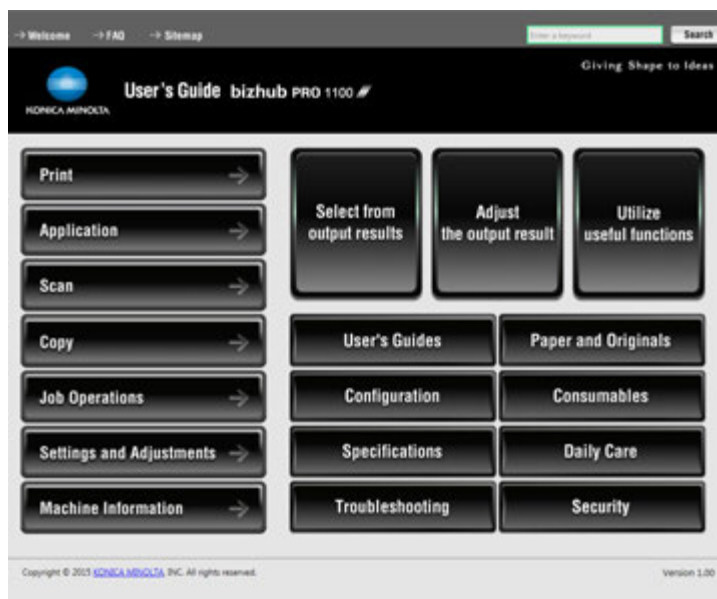 Welcome FAQ Sitemap
Enter a keyword Search
Giving Shape to Ideas
User's Guide bizhub PRO 1100
KONICA MINOLTA
Print
Application
Scan
Copy
Job Operations
Settings and Adjustments
Machine Information
Select from
output results
Adjust
the output result
Utilize
useful functions
User's Guides Paper and Originals
Configuration Consumables
Specifications Daily Care
Troubleshooting Security
Copyright © 2015 KONICA MINOLTA, INC. All rights reserved. Version 1.00